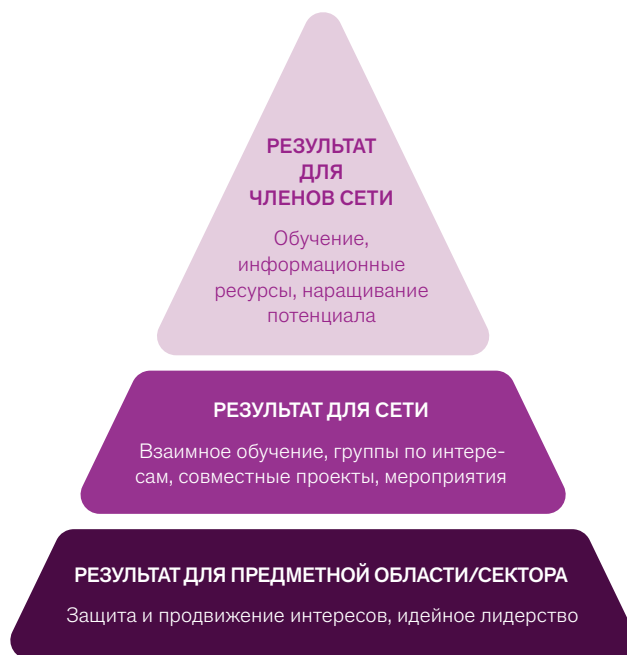 РЕЗУЛЬТАТ
ДЛЯ
ЧЛЕНОВ СЕТИ
Обучение,
информационные
ресурсы, наращивание
потенциала
РЕЗУЛЬТАТ ДЛЯ СЕТИ
Взаимное обучение, группы по интере-
сам, совместные проекты, мероприятия
РЕЗУЛЬТАТ ДЛЯ ПРЕДМЕТНОЙ ОБЛАСТИ/СЕКТОРА
Защита и продвижение интересов, идейное лидерство